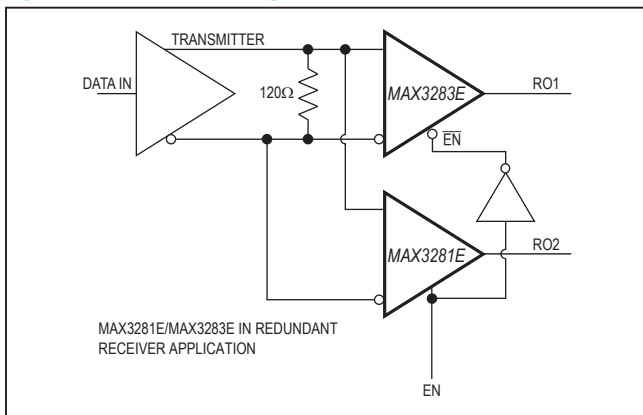 TRANSMITTER
DATA IN
120Ω
MAX3283E
RO1
EN
MAX3281E
RO2
MAX3281E/MAX3283E IN REDUNDANT
RECEIVER APPLICATION
EN